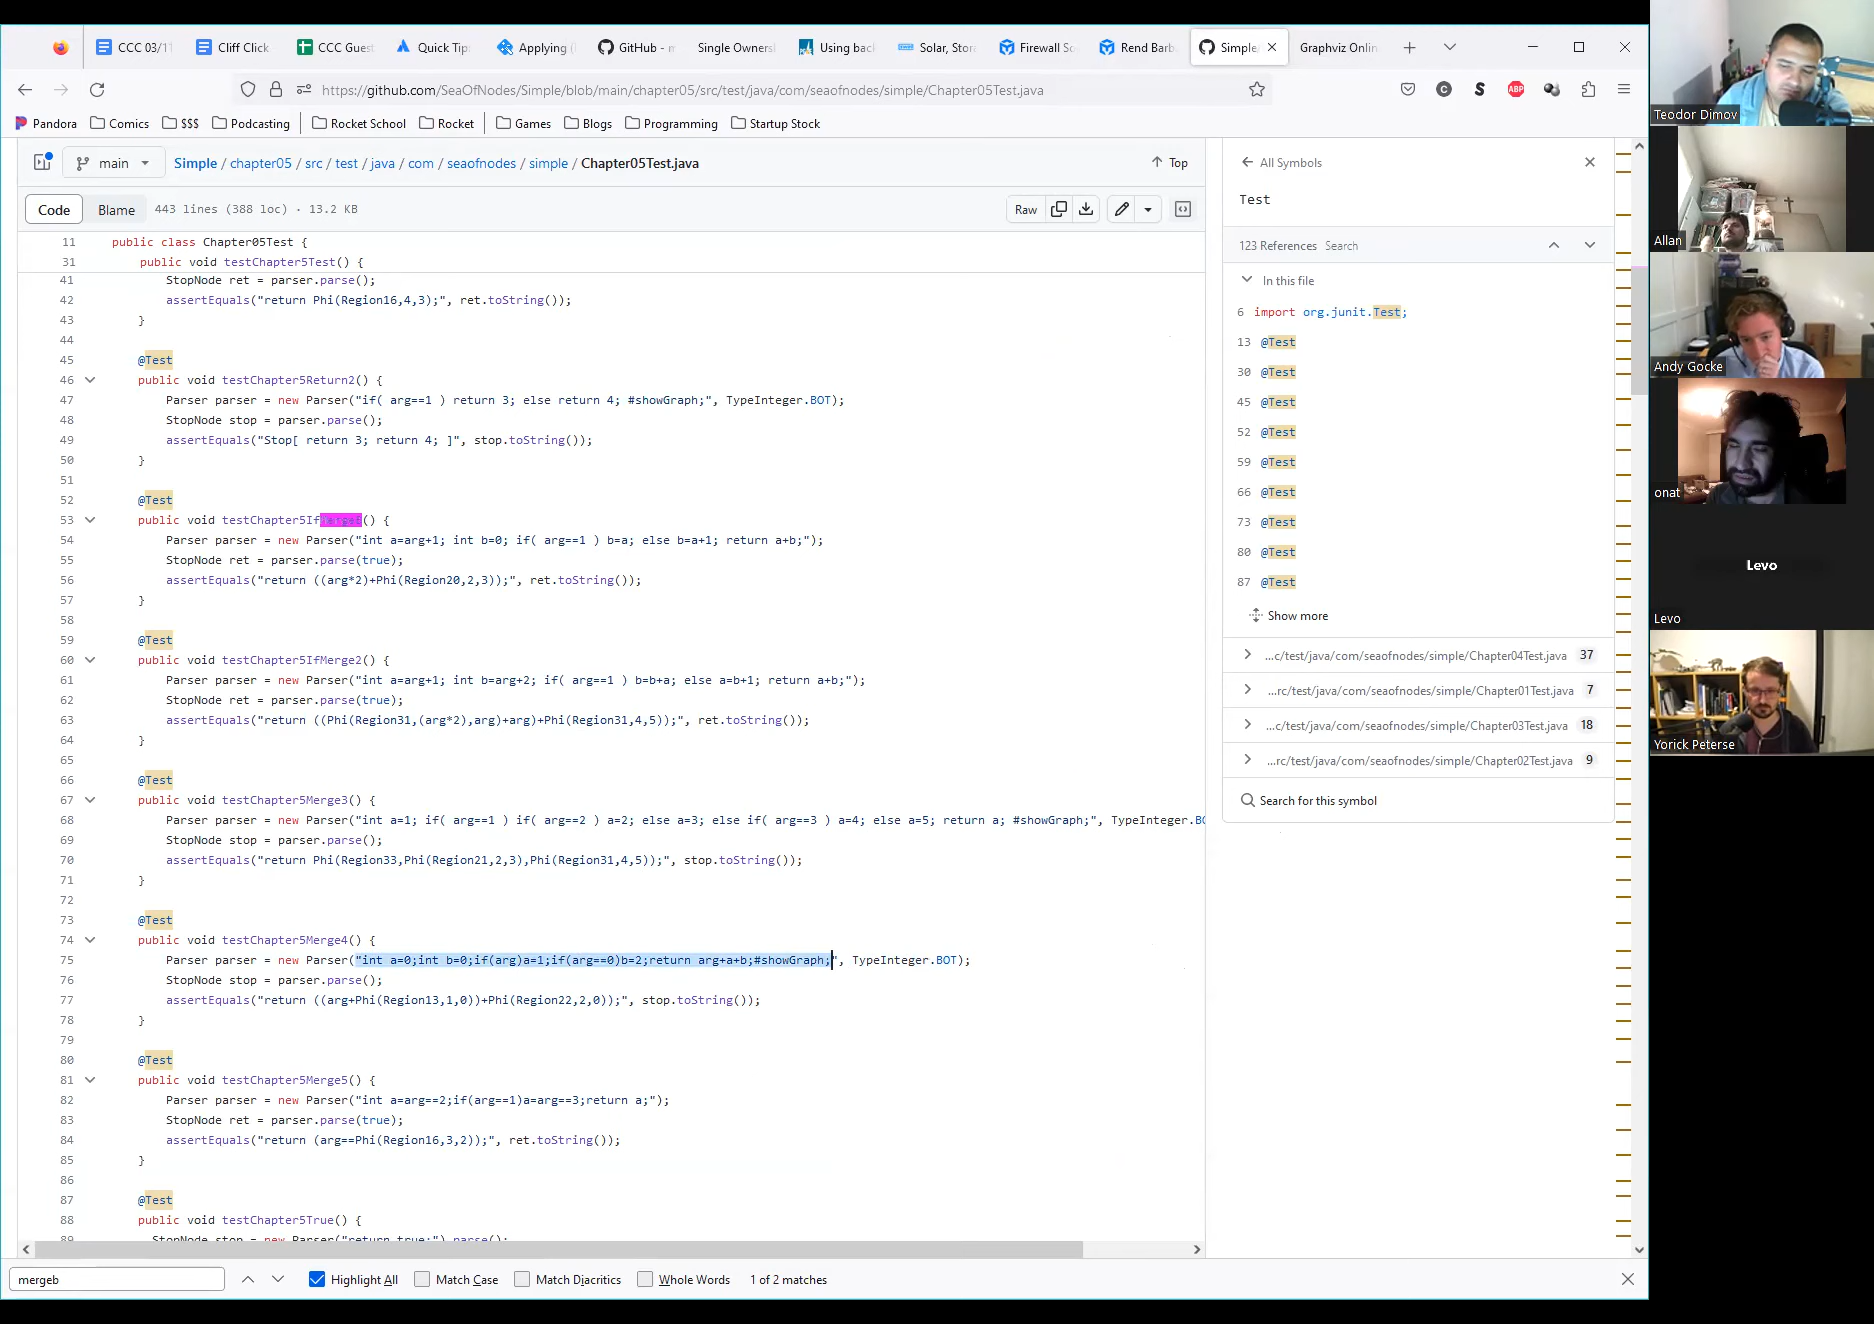 CCC 03/1
Cliff Click
CCC Guest
Quick Tip
Applying (
GitHub - n
Single Owners
Using bac
Solar, Stor
Firewall So
Rend Barb
Simple
Graphviz Onlin
https://github.com/SeaOfNodes/Simple/blob/main/chapter05/src/test/java/com/seaofnodes/simple/Chapter05Test.java
C
S
ABP
Pandora
Comics
$$$
Podcasting
Rocket School
Rocket
Games
Blogs
Programming
Startup Stock
main
Simple / chapter05 / src / test / java / com / seaofnodes / simple / Chapter05Test.java
Top
Code
Blame
443 lines (388 loc) · 13.2 KB
Raw
11 public class Chapter05Test {
31 public void testChapter5Test() {
41 StopNode ret = parser.parse();
42 assertEquals("return Phi(Region16,4,3);", ret.toString());
43 }
44
45 @Test
46 public void testChapter5Return2() {
47 Parser parser = new Parser("if( arg==1 ) return 3; else return 4; #showGraph;", TypeInteger.BOT);
48 StopNode stop = parser.parse();
49 assertEquals("Stop[ return 3; return 4; ]", stop.toString());
50 }
51
52 @Test
53 public void testChapter5IfMergeB() {
54 Parser parser = new Parser("int a=arg+1; int b=0; if( arg==1 ) b=a; else b=a+1; return a+b;");
55 StopNode ret = parser.parse(true);
56 assertEquals("return ((arg*2)+Phi(Region20,2,3));", ret.toString());
57 }
58
59 @Test
60 public void testChapter5IfMerge2() {
61 Parser parser = new Parser("int a=arg+1; int b=arg+2; if( arg==1 ) b=b+a; else a=b+1; return a+b;");
62 StopNode ret = parser.parse(true);
63 assertEquals("return ((Phi(Region31,(arg*2),arg)+arg)+Phi(Region31,4,5));", ret.toString());
64 }
65
66 @Test
67 public void testChapter5Merge3() {
68 Parser parser = new Parser("int a=1; if( arg==1 ) if( arg==2 ) a=2; else a=3; else if( arg==3 ) a=4; else a=5; return a; #showGraph;", TypeInteger.BO
69 StopNode stop = parser.parse();
70 assertEquals("return Phi(Region33,Phi(Region21,2,3),Phi(Region31,4,5));", stop.toString());
71 }
72
73 @Test
74 public void testChapter5Merge4() {
75 Parser parser = new Parser("int a=0;int b=0;if(arg)a=1;if(arg==0)b=2;return arg+a+b;#showGraph;", TypeInteger.BOT);
76 StopNode stop = parser.parse();
77 assertEquals("return ((arg+Phi(Region13,1,0))+Phi(Region22,2,0));", stop.toString());
78 }
79
80 @Test
81 public void testChapter5Merge5() {
82 Parser parser = new Parser("int a=arg==2;if(arg==1)a=arg==3;return a;");
83 StopNode ret = parser.parse(true);
84 assertEquals("return (arg==Phi(Region16,3,2));", ret.toString());
85 }
86
87 @Test
88 public void testChapter5True() {
89 StopNode stop = new Parser("return true;").parse();
All Symbols
Test
123 References Search
In this file
6 import org.junit.Test;
13 @Test
30 @Test
45 @Test
52 @Test
59 @Test
66 @Test
73 @Test
80 @Test
87 @Test
Show more
...c/test/java/com/seaofnodes/simple/Chapter04Test.java 37
...rc/test/java/com/seaofnodes/simple/Chapter01Test.java 7
...c/test/java/com/seaofnodes/simple/Chapter03Test.java 18
...rc/test/java/com/seaofnodes/simple/Chapter02Test.java 9
Search for this symbol
mergeb
Highlight All
Match Case
Match Diacritics
Whole Words
1 of 2 matches
Teodor Dimov
Allan
Andy Gocke
onat
Levo
Levo
Yorick Peterse